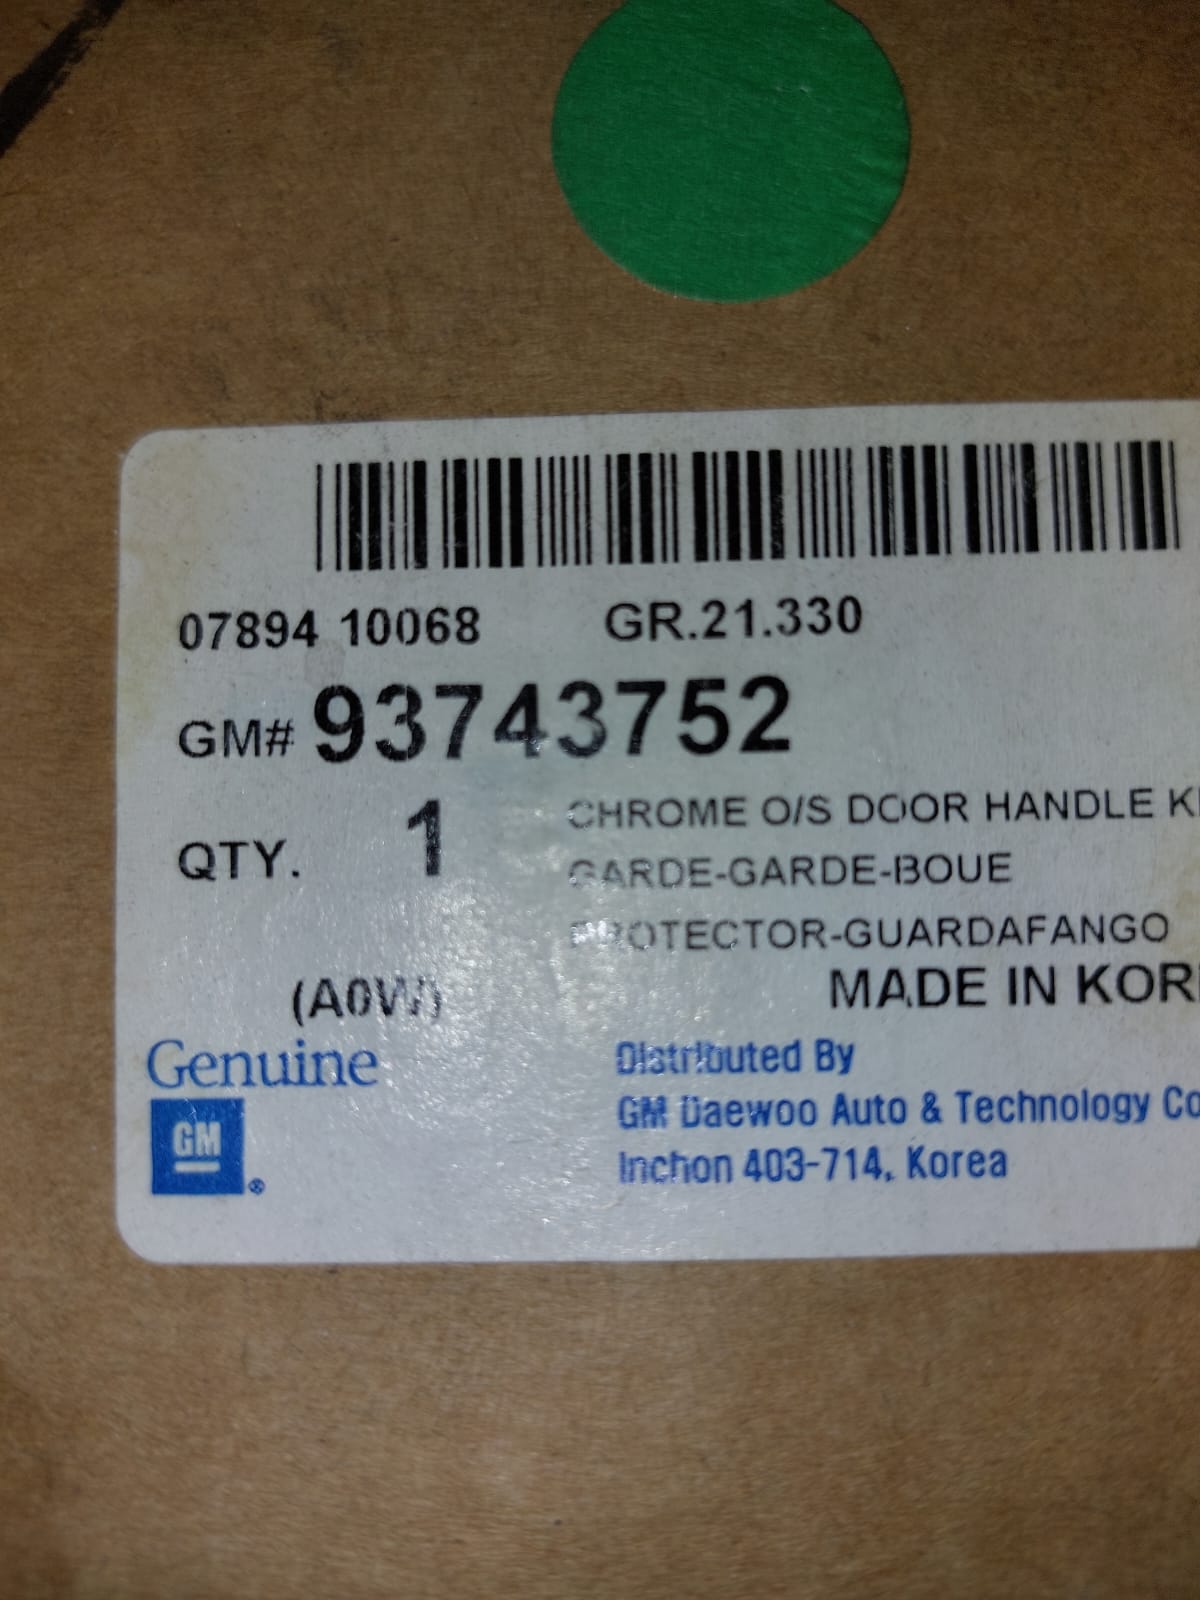 07894 10068 GR.21.330
GM# 93743752
QTY. 1 CHROME O/S DOOR HANDLE
GARDE-GARDE-BOUE
PROTECTOR-GUARDAFANGO
(A0W) MADE IN
Genuine
GM ®
Distributed By
GM Daewoo Auto & Technology
Inchon 403-714, Korea